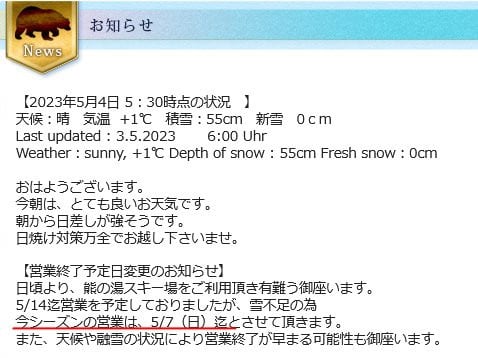 お知らせ
News
【2023年5月4日 5：30時点の状況　】
天候：晴　気温 +1℃　積雪：55cm　新雪　0ｃｍ
Last updated：3.5.2023　　6:00 Uhr
Weather：sunny, +1℃ Depth of snow：55cm Fresh snow：0cm
おはようございます。
今朝は、とても良いお天気です。
朝から日差しが強そうです。
日焼け対策万全でお越し下さいませ。
【営業終了予定日変更のお知らせ】
日頃より、熊の湯スキー場をご利用頂き有難う御座います。
5/14迄営業を予定しておりましたが、雪不足の為
今シーズンの営業は、5/7（日）迄とさせて頂きます。
また、天候や融雪の状況により営業終了が早まる可能性も御座います。